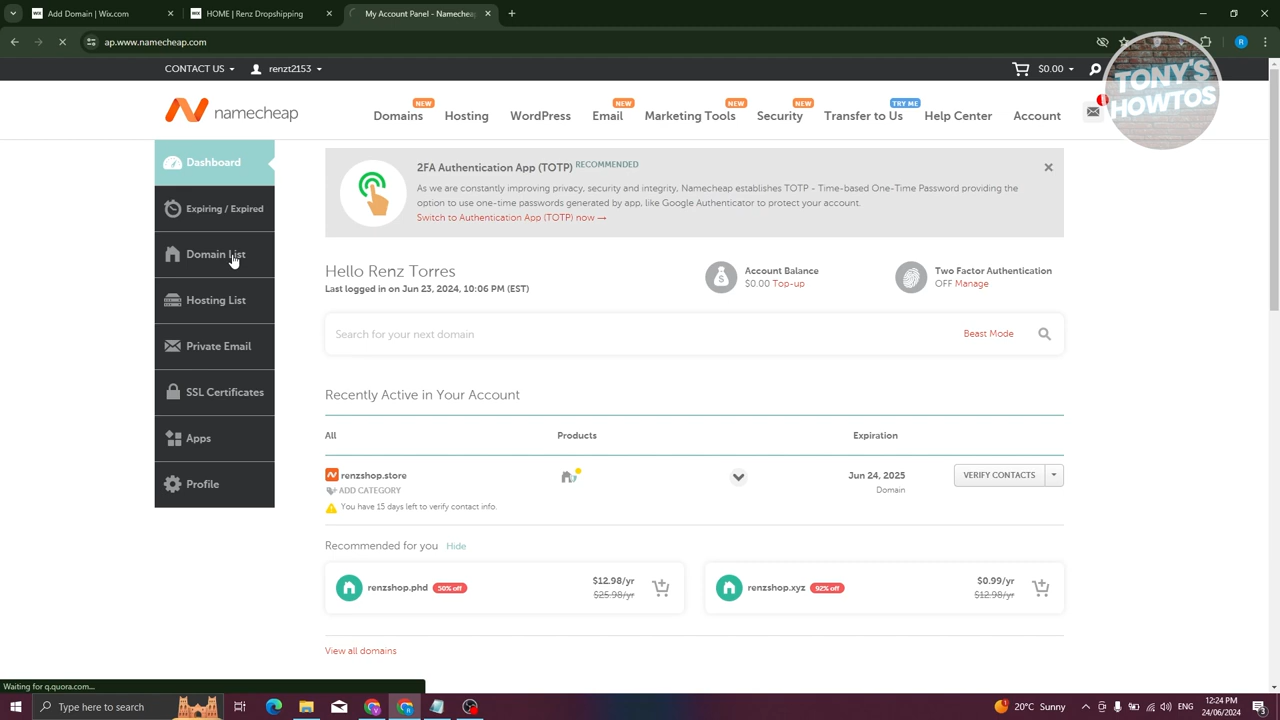 Add Domain | Wix.com
HOME | Renz Dropshipping
My Account Panel - Namecheap
ap.www.namecheap.com
R
CONTACT US
renzt2153
$0.00
TONY'S
HOWTOS
namecheap
NEW
NEW
NEW
NEW
NEW
TRY ME
Domains
Hosting
WordPress
Email
Marketing Tools
Security
Transfer to Us
Help Center
Account
Dashboard
Expiring / Expired
Domain List
Hosting List
Private Email
SSL Certificates
Apps
Profile
2FA Authentication App (TOTP) RECOMMENDED
As we are constantly improving privacy, security and integrity, Namecheap establishes TOTP - Time-based One-Time Password providing the
option to use one-time passwords generated by app, like Google Authenticator to protect your account.
Switch to Authentication App (TOTP) now →
Hello Renz Torres
Last logged in on Jun 23, 2024, 10:06 PM (EST)
Account Balance
$0.00 Top-up
Two Factor Authentication
OFF Manage
Search for your next domain
Beast Mode
Recently Active in Your Account
All
Products
Expiration
renzshop.store
Jun 24, 2025
VERIFY CONTACTS
ADD CATEGORY
Domain
You have 15 days left to verify contact info.
Recommended for you Hide
renzshop.phd 50% off
$12.98/yr
$25.98/yr
renzshop.xyz 92% off
$0.99/yr
$12.98/yr
View all domains
Waiting for q.quora.com...
Type here to search
20°C Sunny
ENG
12:24 PM
24/06/2024